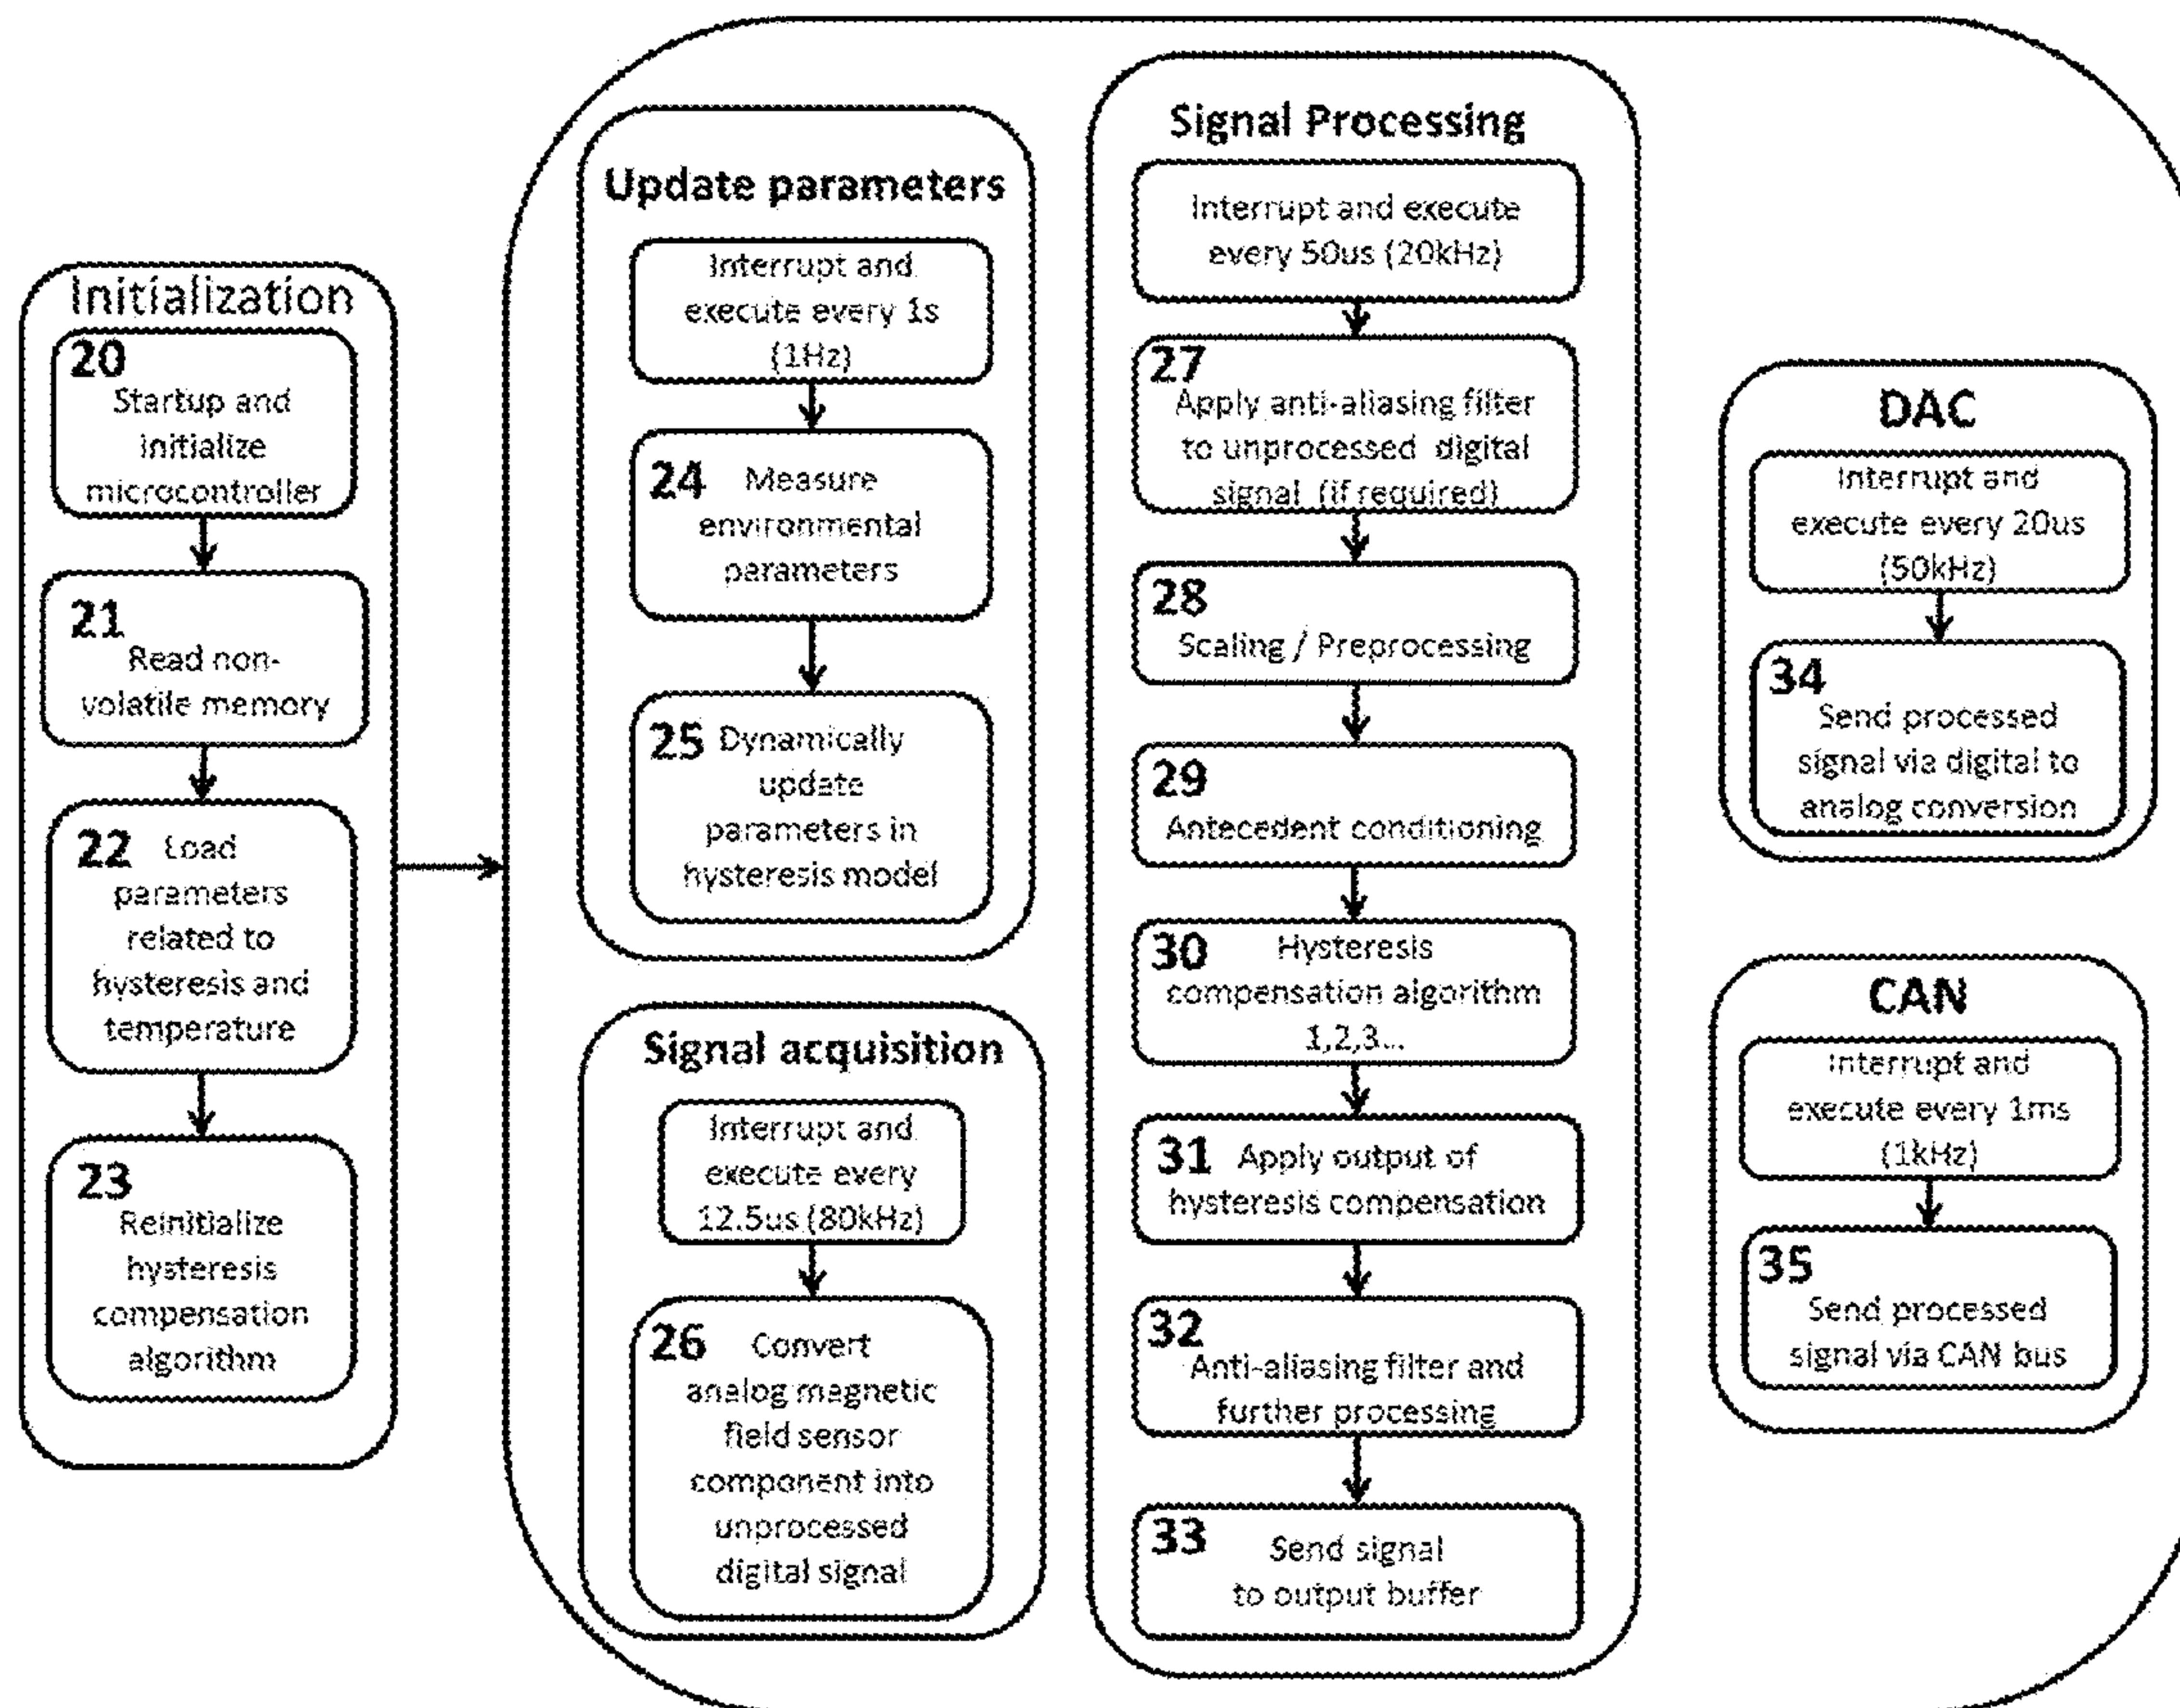 Initialization
20
Startup and
initialize
microcontroller
21
Read non-
volatile memory
22 Load
parameters
related to
hysteresis and
temperature
23
Reinitialize
hysteresis
compensation
algorithm
Update parameters
Interrupt and
execute every 1s
(1Hz)
24 Measure
environmental
parameters
25 Dynamically
update
parameters in
hysteresis model
Signal acquisition
Interrupt and
execute every
12.5us (80kHz)
26 Convert
analog magnetic
field sensor
component into
unprocessed
digital signal
Signal Processing
Interrupt and execute
every 50us (20kHz)
27
Apply anti-aliasing filter
to unprocessed digital
signal (if required)
28
Scaling / Preprocessing
29
Antecedent conditioning
30 Hysteresis
compensation algorithm
1,2,3...
31 Apply output of
hysteresis compensation
32
Anti-aliasing filter and
further processing
33 Send signal
to output buffer
DAC
Interrupt and
execute every 20us
(50kHz)
34
Send processed
signal via digital to
analog conversion
CAN
Interrupt and
execute every 1ms
(1kHz)
35
Send processed
signal via CAN bus